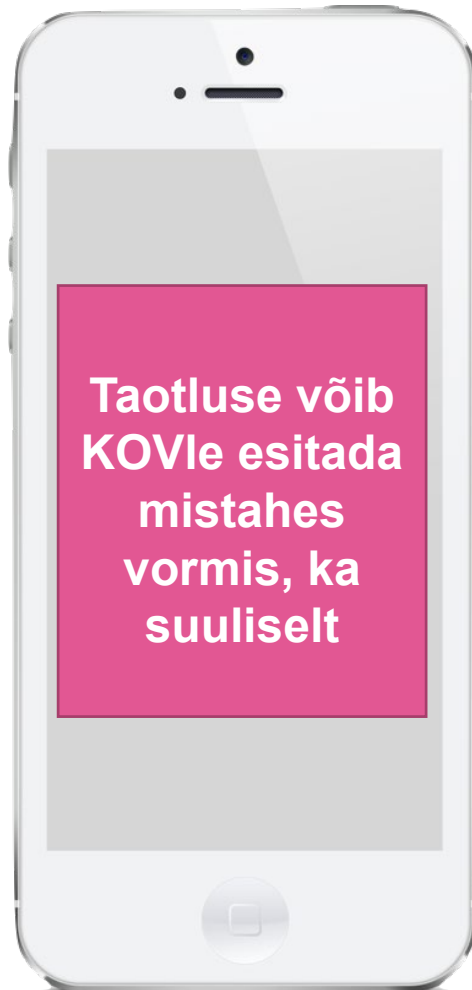 Taotluse võib
KOVle esitada
mistahes
vormis, ka
suuliselt